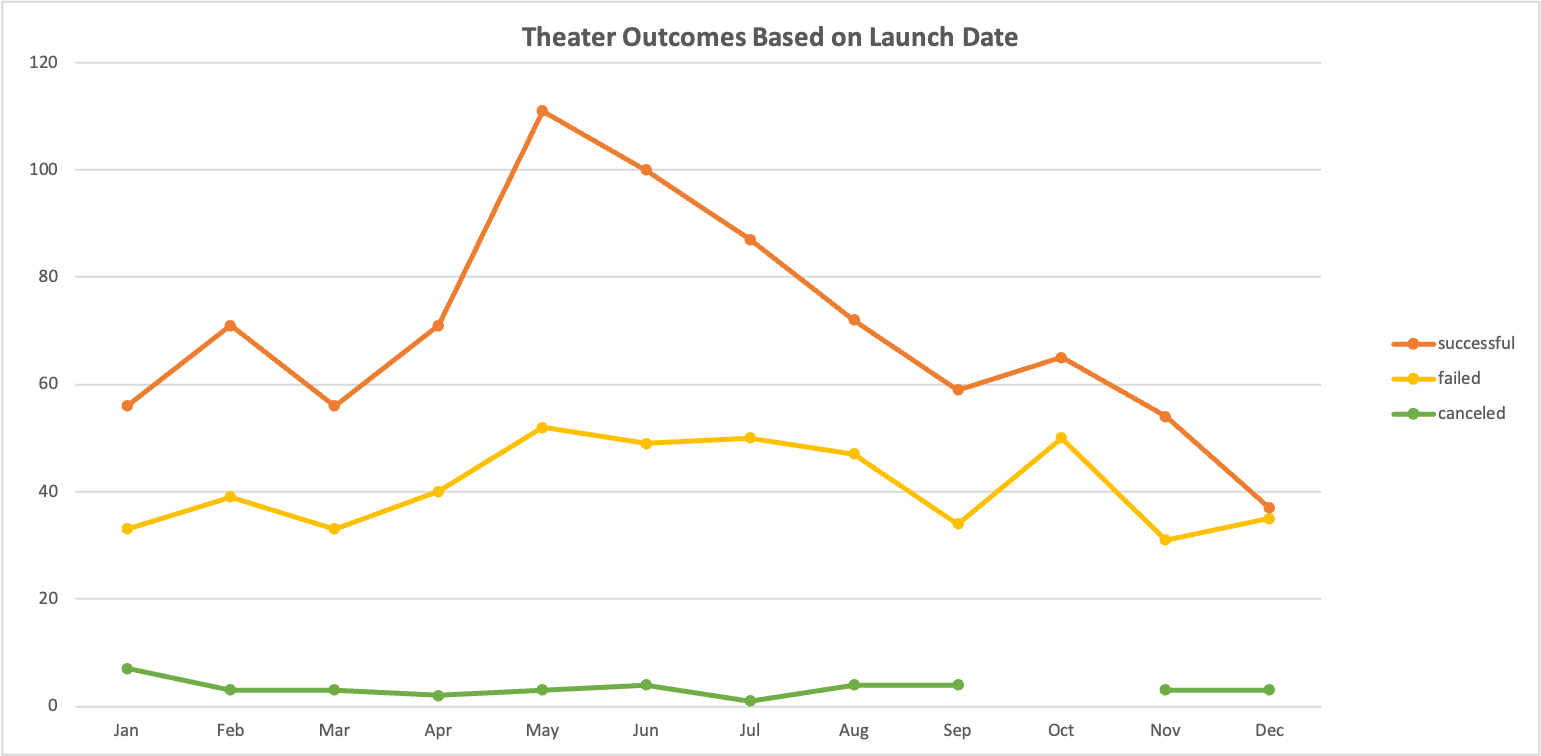 Theater Outcomes Based on Launch Date
120
100
80
60
40
20
0
Jan Feb Mar Apr May Jun Jul Aug Sep Oct Nov Dec
successful
failed
canceled